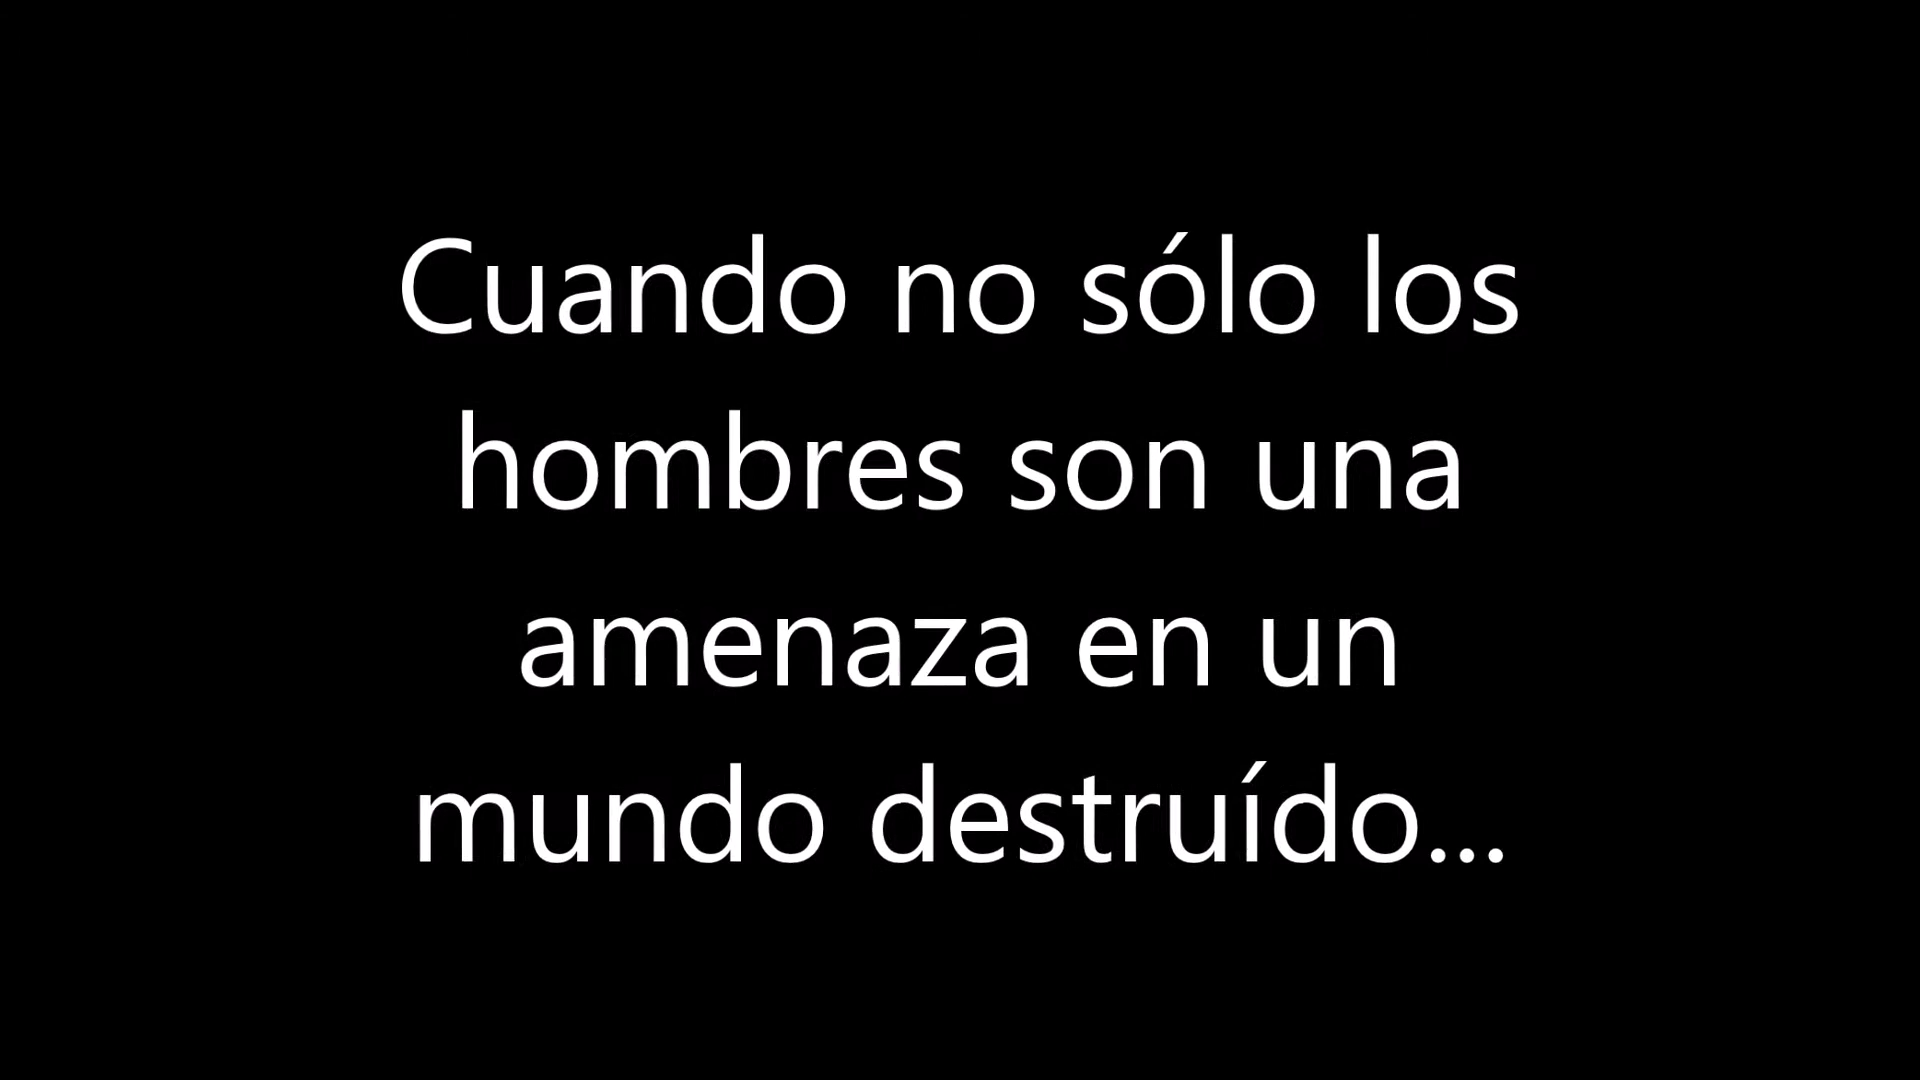 Cuando no sólo los
hombres son una
amenaza en un
mundo destruído...